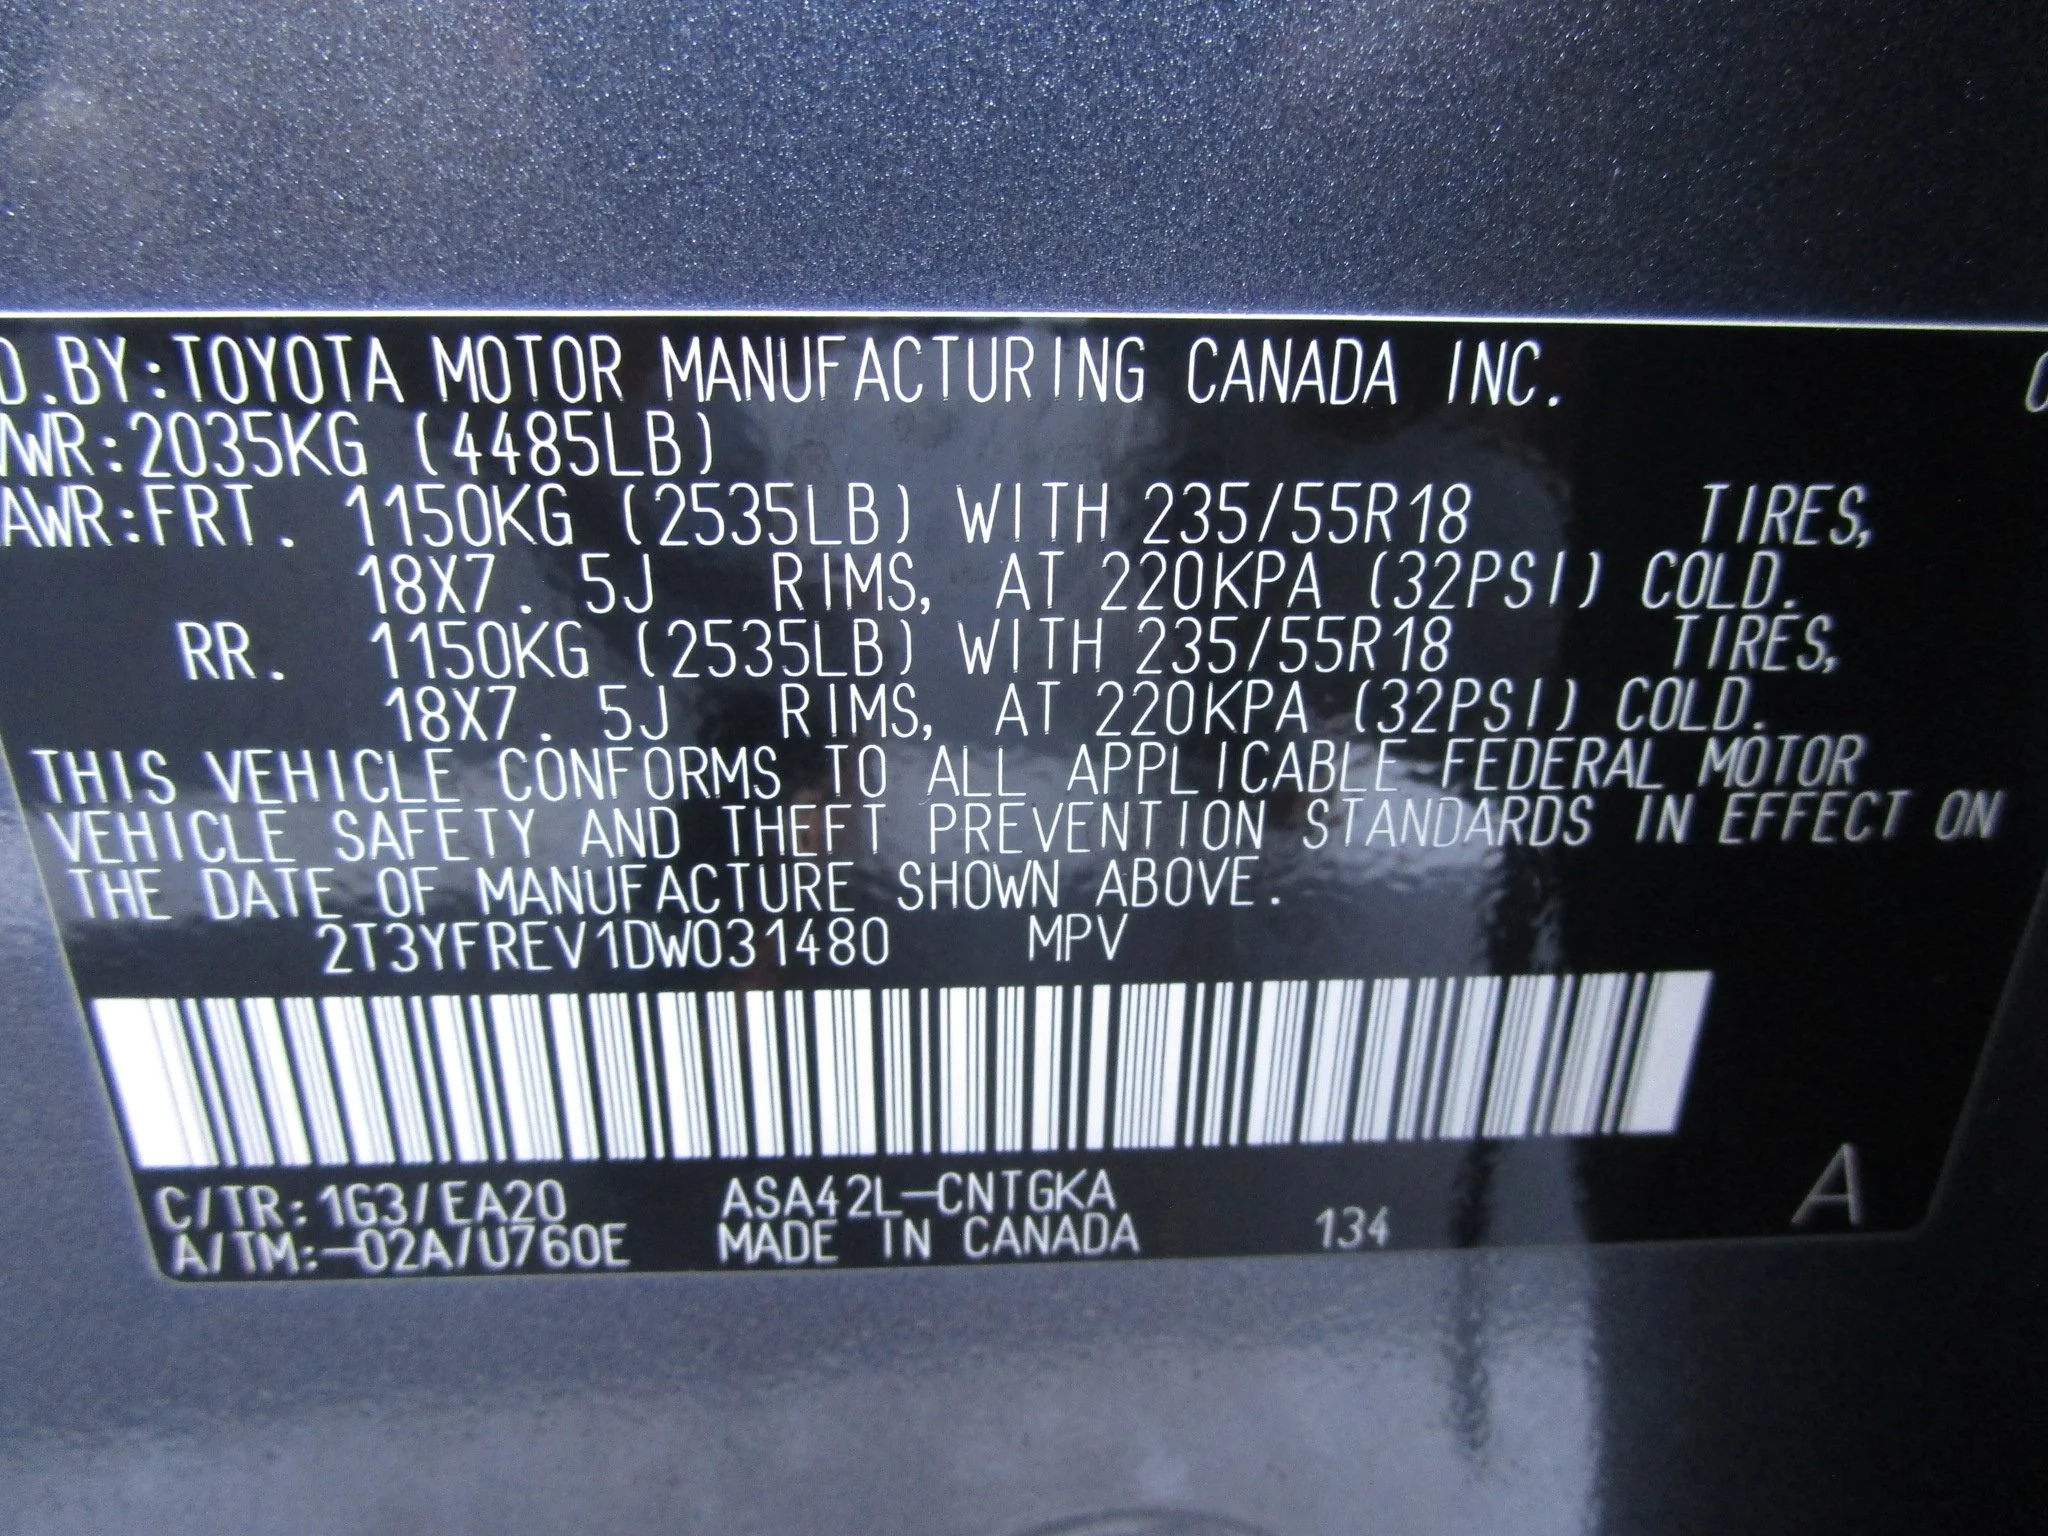 D.BY:TOYOTA MOTOR MANUFACTURING CANADA INC.
VWR:2035KG (4485LB)
AWR:FRT. 1150KG (2535LB) WITH 235/55R18 TIRES,
18X7.5J RIMS, AT 220KPA (32PSI) COLD.
RR. 1150KG (2535LB) WITH 235/55R18 TIRES,
18X7.5J RIMS, AT 220KPA (32PSI) COLD.
THIS VEHICLE CONFORMS TO ALL APPLICABLE FEDERAL MOTOR
VEHICLE SAFETY AND THEFT PREVENTION STANDARDS IN EFFECT ON
THE DATE OF MANUFACTURE SHOWN ABOVE.
2T3YFREV1DW031480 MPV
C/TR:1G3/EA20 ASA42L-CNTGKA
A/TM:-02A/U760E MADE IN CANADA 134 A